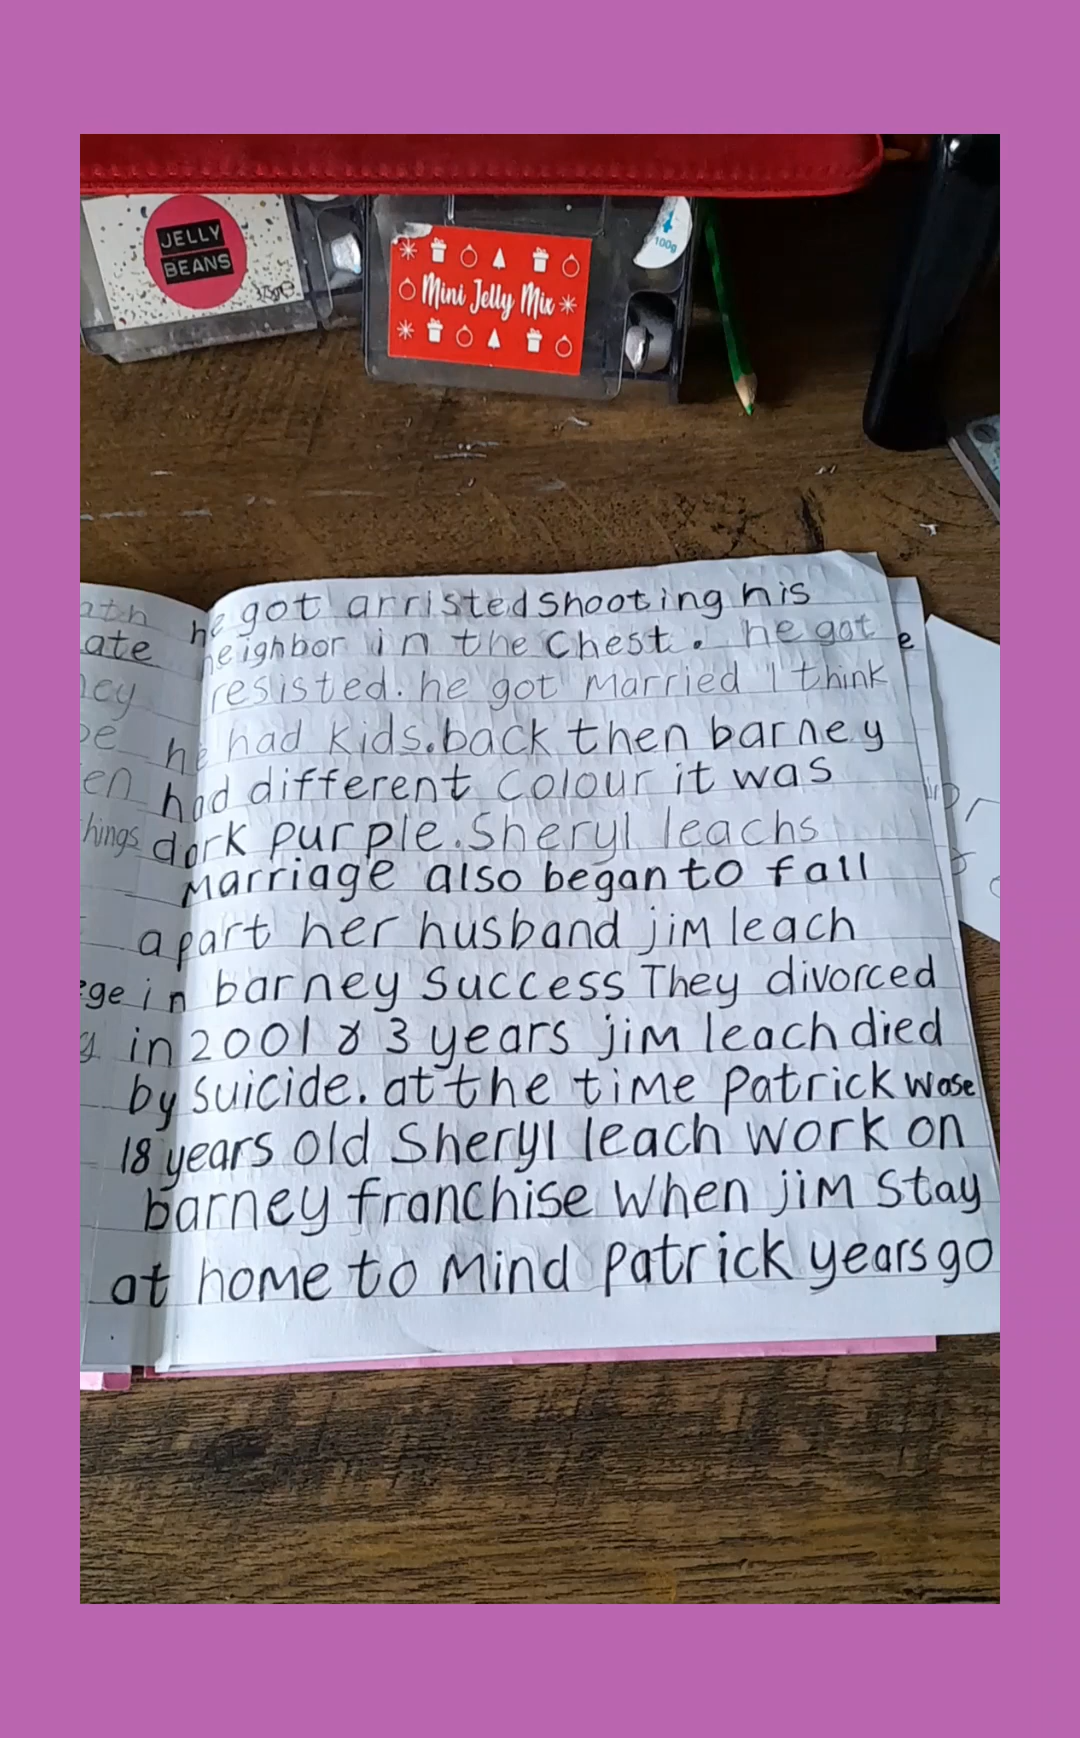 JELLY
BEANS
375g e
Mini Jelly Mix
100g
he got arristed shooting his
neighbor in the chest. he got
resisted. he got married I think
he had kids. back then barney
had different colour it was
dark purple. Sheryl leachs
marriage also began to fall
apart her husband jim leach
in barney success They divorced
in 2001 & 3 years jim leach died
by suicide. at the time Patrick wase
18 years old Sheryl leach work on
barney franchise when jim stay
at home to mind patrick years go
ate
hings